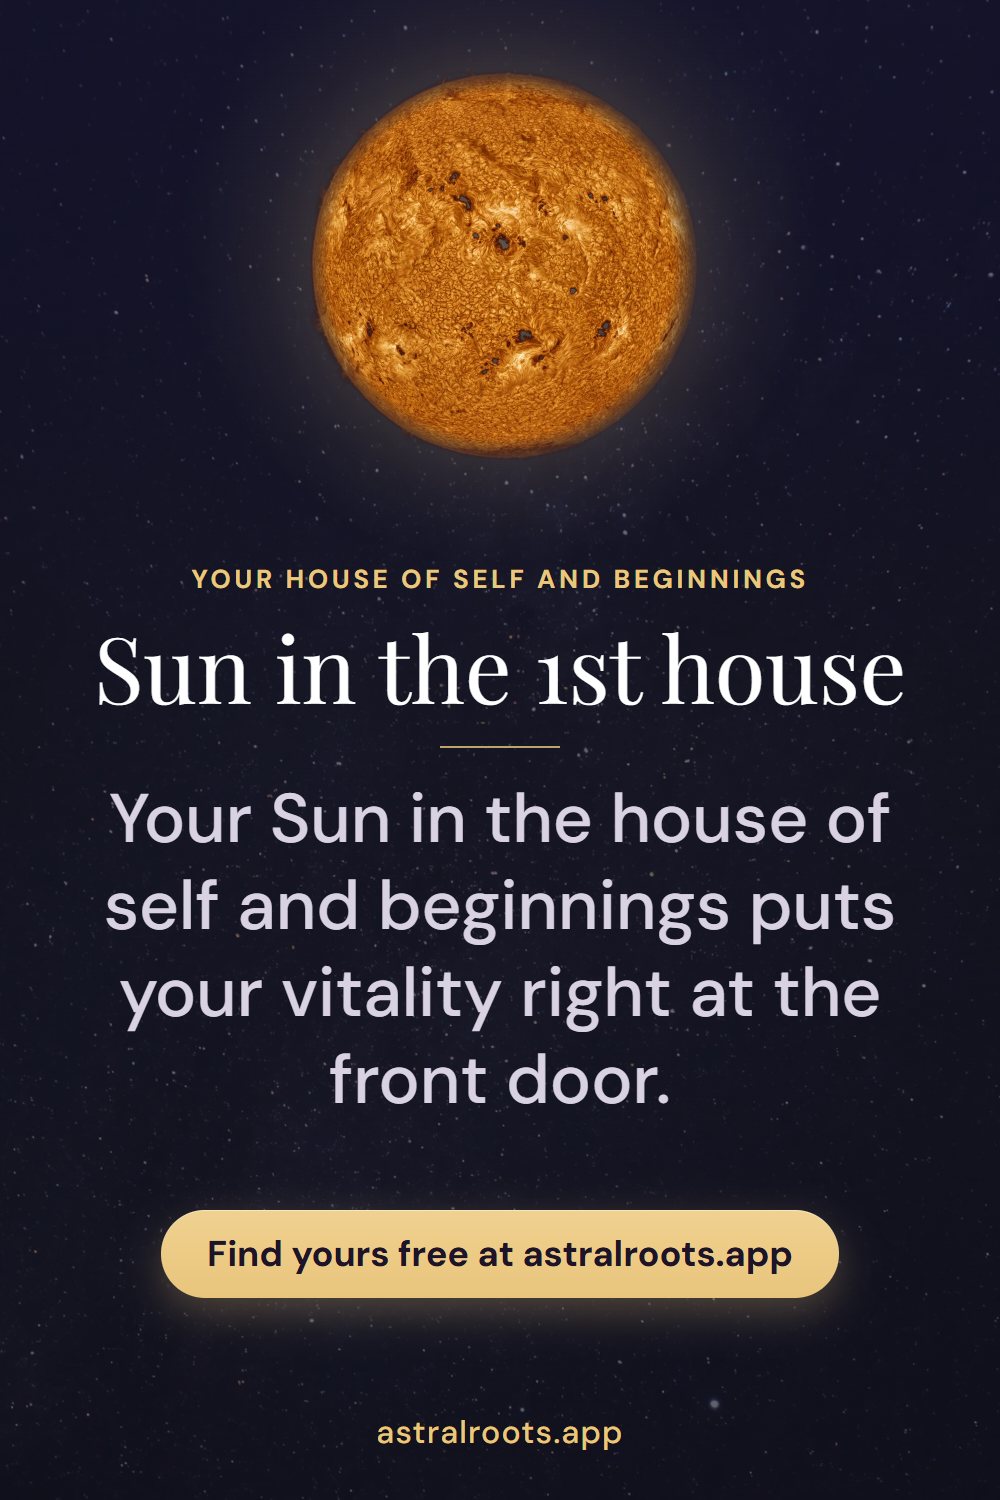 YOUR HOUSE OF SELF AND BEGINNINGS
Sun in the 1st house
Your Sun in the house of
self and beginnings puts
your vitality right at the
front door.
Find yours free at astralroots.app
astralroots.app